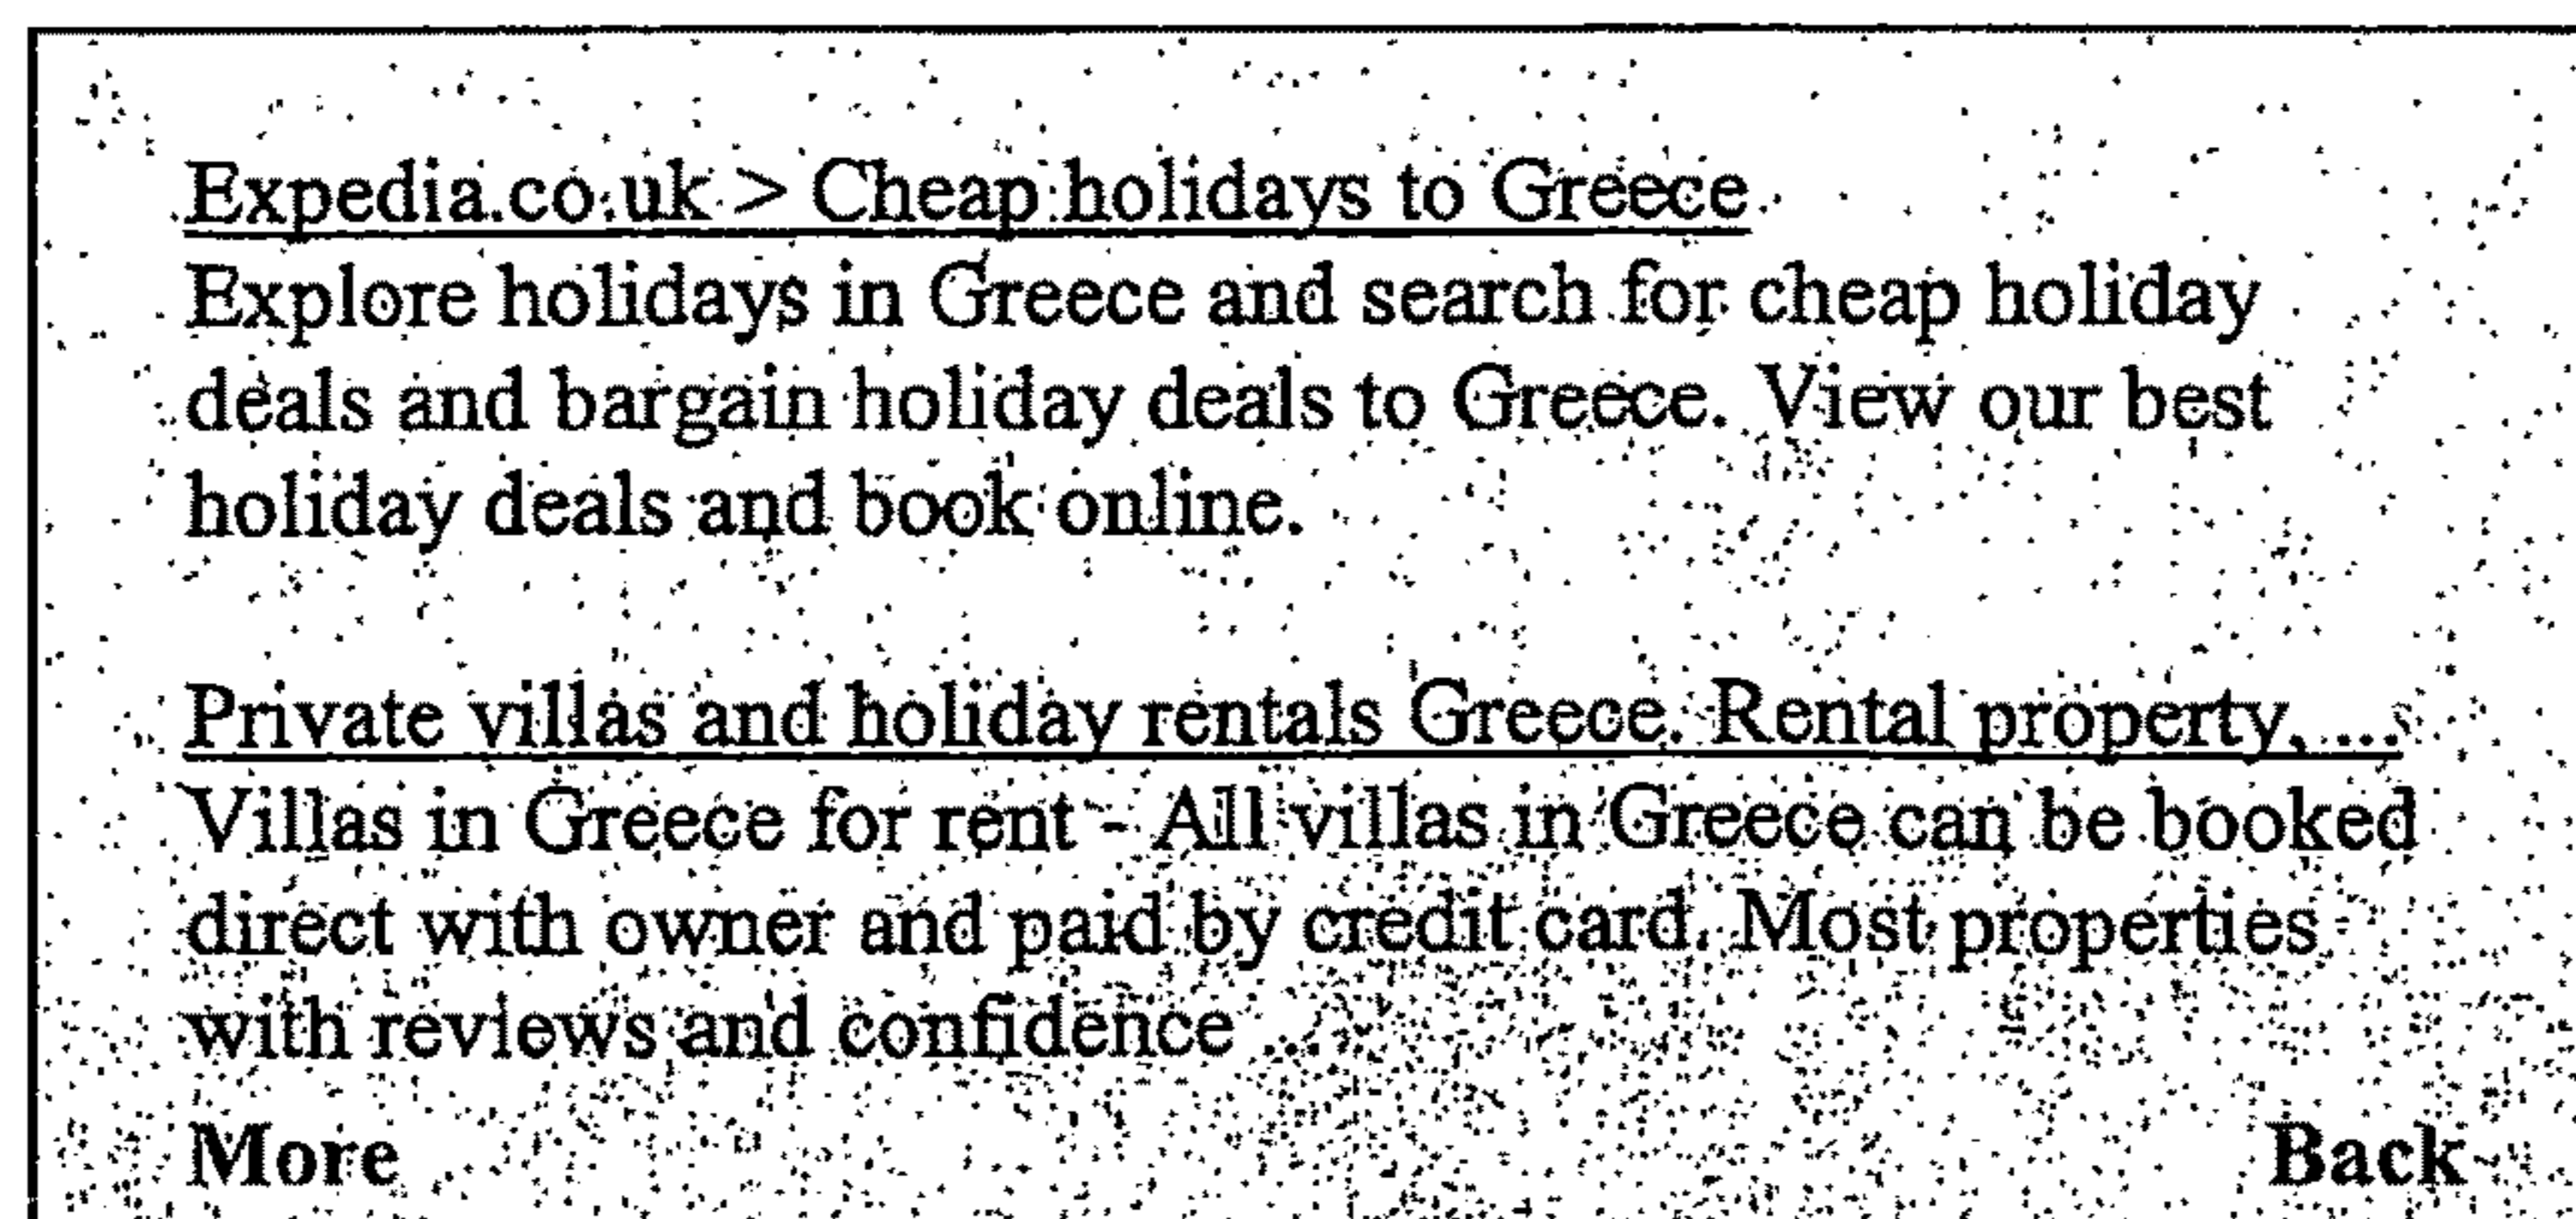 Expedia.co.uk > Cheap holidays to Greece
Explore holidays in Greece and search for cheap holiday
deals and bargain holiday deals to Greece. View our best
holiday deals and book online.
Private villas and holiday rentals Greece. Rental property, ...
Villas in Greece for rent - All villas in Greece can be booked
direct with owner and paid by credit card. Most properties
with reviews and confidence ...
More Back